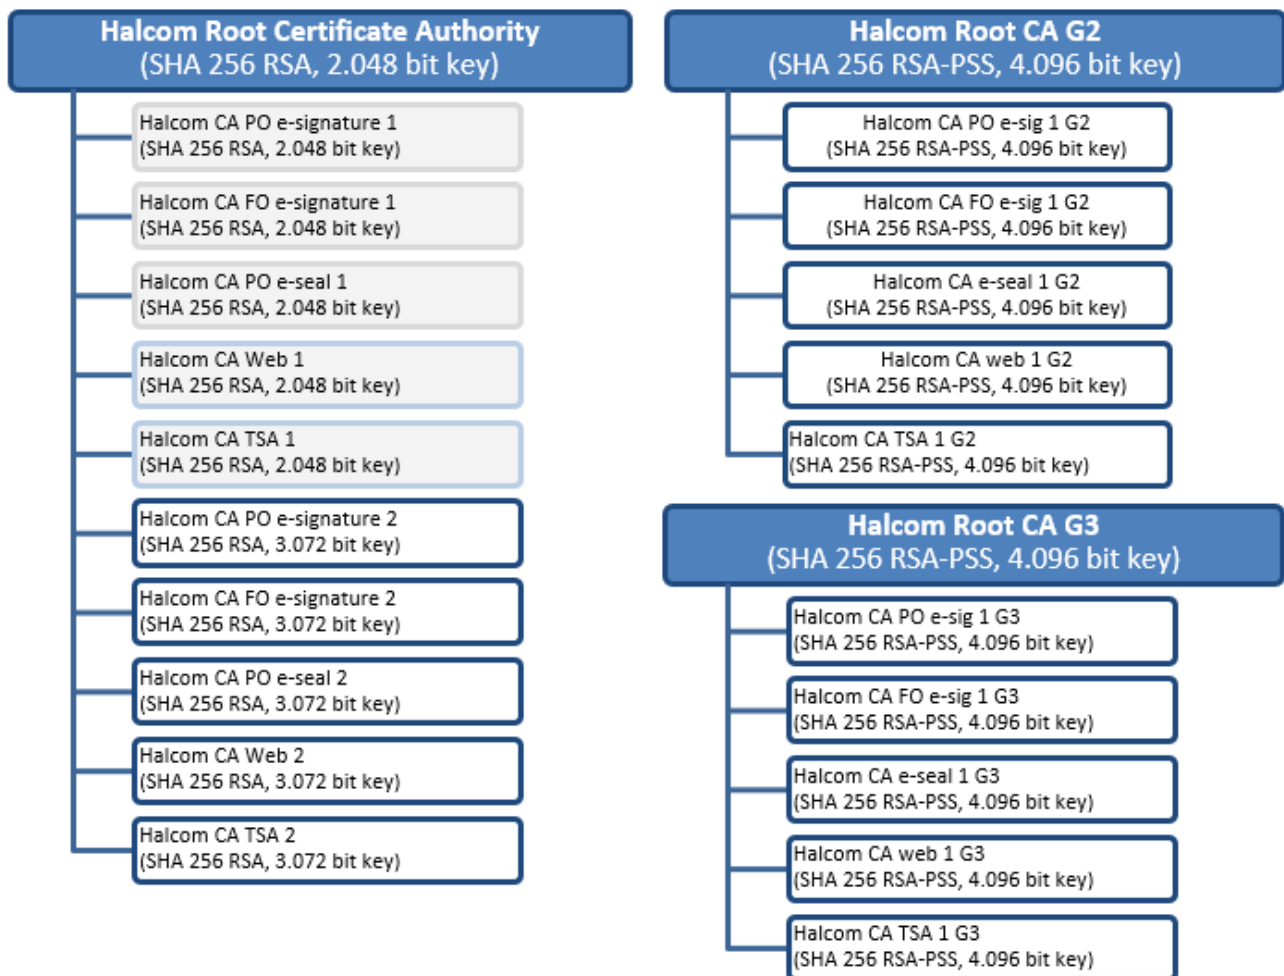 Halcom Root Certificate Authority
(SHA 256 RSA, 2.048 bit key)
Halcom CA PO e-signature 1
(SHA 256 RSA, 2.048 bit key)
Halcom CA FO e-signature 1
(SHA 256 RSA, 2.048 bit key)
Halcom CA PO e-seal 1
(SHA 256 RSA, 2.048 bit key)
Halcom CA Web 1
(SHA 256 RSA, 2.048 bit key)
Halcom CA TSA 1
(SHA 256 RSA, 2.048 bit key)
Halcom CA PO e-signature 2
(SHA 256 RSA, 3.072 bit key)
Halcom CA FO e-signature 2
(SHA 256 RSA, 3.072 bit key)
Halcom CA PO e-seal 2
(SHA 256 RSA, 3.072 bit key)
Halcom CA Web 2
(SHA 256 RSA, 3.072 bit key)
Halcom CA TSA 2
(SHA 256 RSA, 3.072 bit key)
Halcom Root CA G2
(SHA 256 RSA-PSS, 4.096 bit key)
Halcom CA PO e-sig 1 G2
(SHA 256 RSA-PSS, 4.096 bit key)
Halcom CA FO e-sig 1 G2
(SHA 256 RSA-PSS, 4.096 bit key)
Halcom CA e-seal 1 G2
(SHA 256 RSA-PSS, 4.096 bit key)
Halcom CA web 1 G2
(SHA 256 RSA-PSS, 4.096 bit key)
Halcom CA TSA 1 G2
(SHA 256 RSA-PSS, 4.096 bit key)
Halcom Root CA G3
(SHA 256 RSA-PSS, 4.096 bit key)
Halcom CA PO e-sig 1 G3
(SHA 256 RSA-PSS, 4.096 bit key)
Halcom CA FO e-sig 1 G3
(SHA 256 RSA-PSS, 4.096 bit key)
Halcom CA e-seal 1 G3
(SHA 256 RSA-PSS, 4.096 bit key)
Halcom CA web 1 G3
(SHA 256 RSA-PSS, 4.096 bit key)
Halcom CA TSA 1 G3
(SHA 256 RSA-PSS, 4.096 bit key)